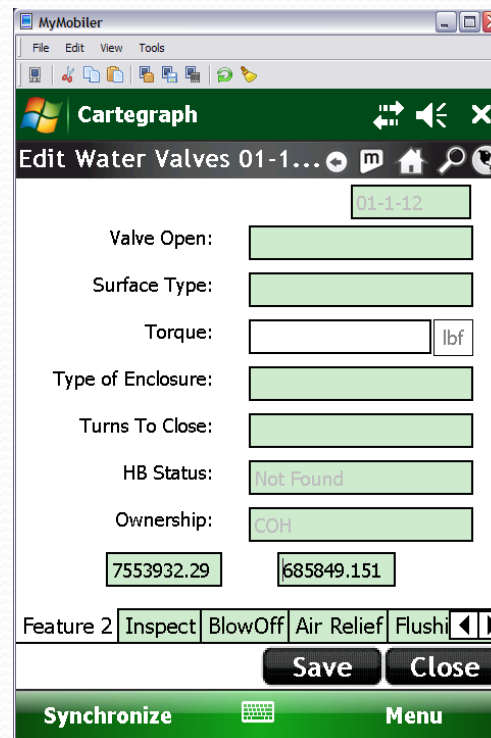 MyMobiler
File Edit View Tools
Cartegraph
Edit Water Valves 01-1...
01-1-12
Valve Open:
Surface Type:
Torque: lbf
Type of Enclosure:
Turns To Close:
HB Status: Not Found
Ownership: COH
7553932.29 685849.151
Feature 2 Inspect BlowOff Air Relief Flushi
Save Close
Synchronize Menu